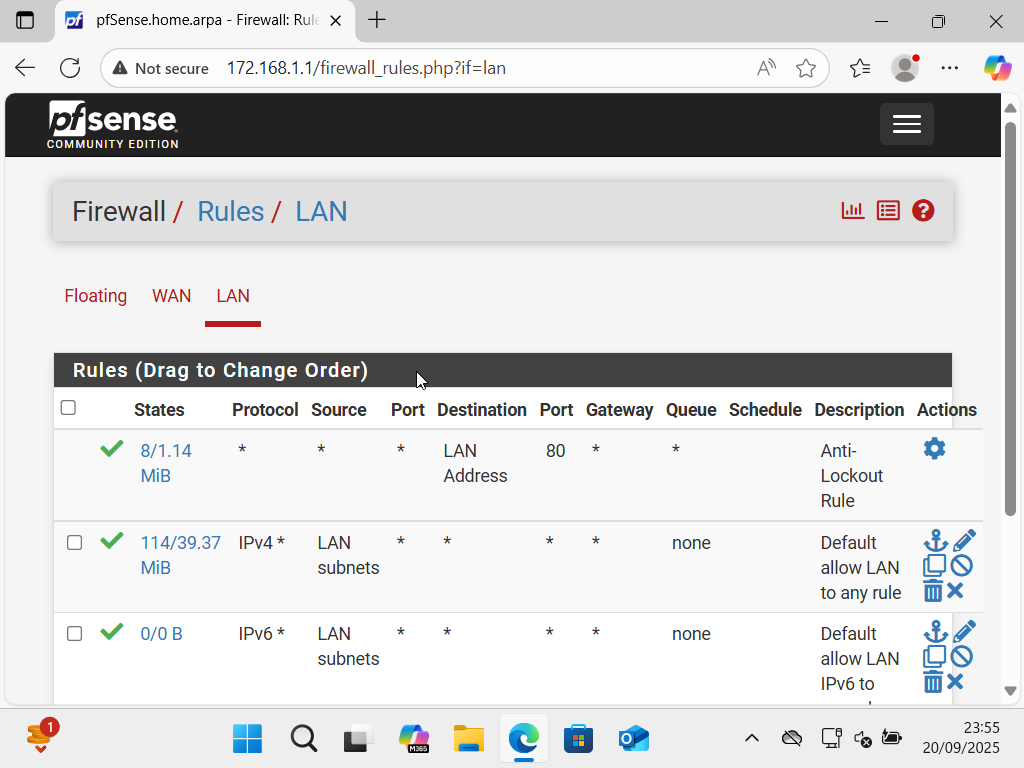 pfSense.home.arpa - Firewall: Rule
Not secure 172.168.1.1/firewall_rules.php?if=lan
pfsense
COMMUNITY EDITION
Firewall / Rules / LAN
Floating WAN LAN
Rules (Drag to Change Order)
States Protocol Source Port Destination Port Gateway Queue Schedule Description Actions
8/1.14 * * * LAN 80 * * Anti-
MiB Address Lockout
Rule
114/39.37 IPv4 * LAN * * * * none Default
MiB subnets allow LAN
to any rule
0/0 B IPv6 * LAN * * * * none Default
subnets allow LAN
IPv6 to
1
M365
23:55
20/09/2025